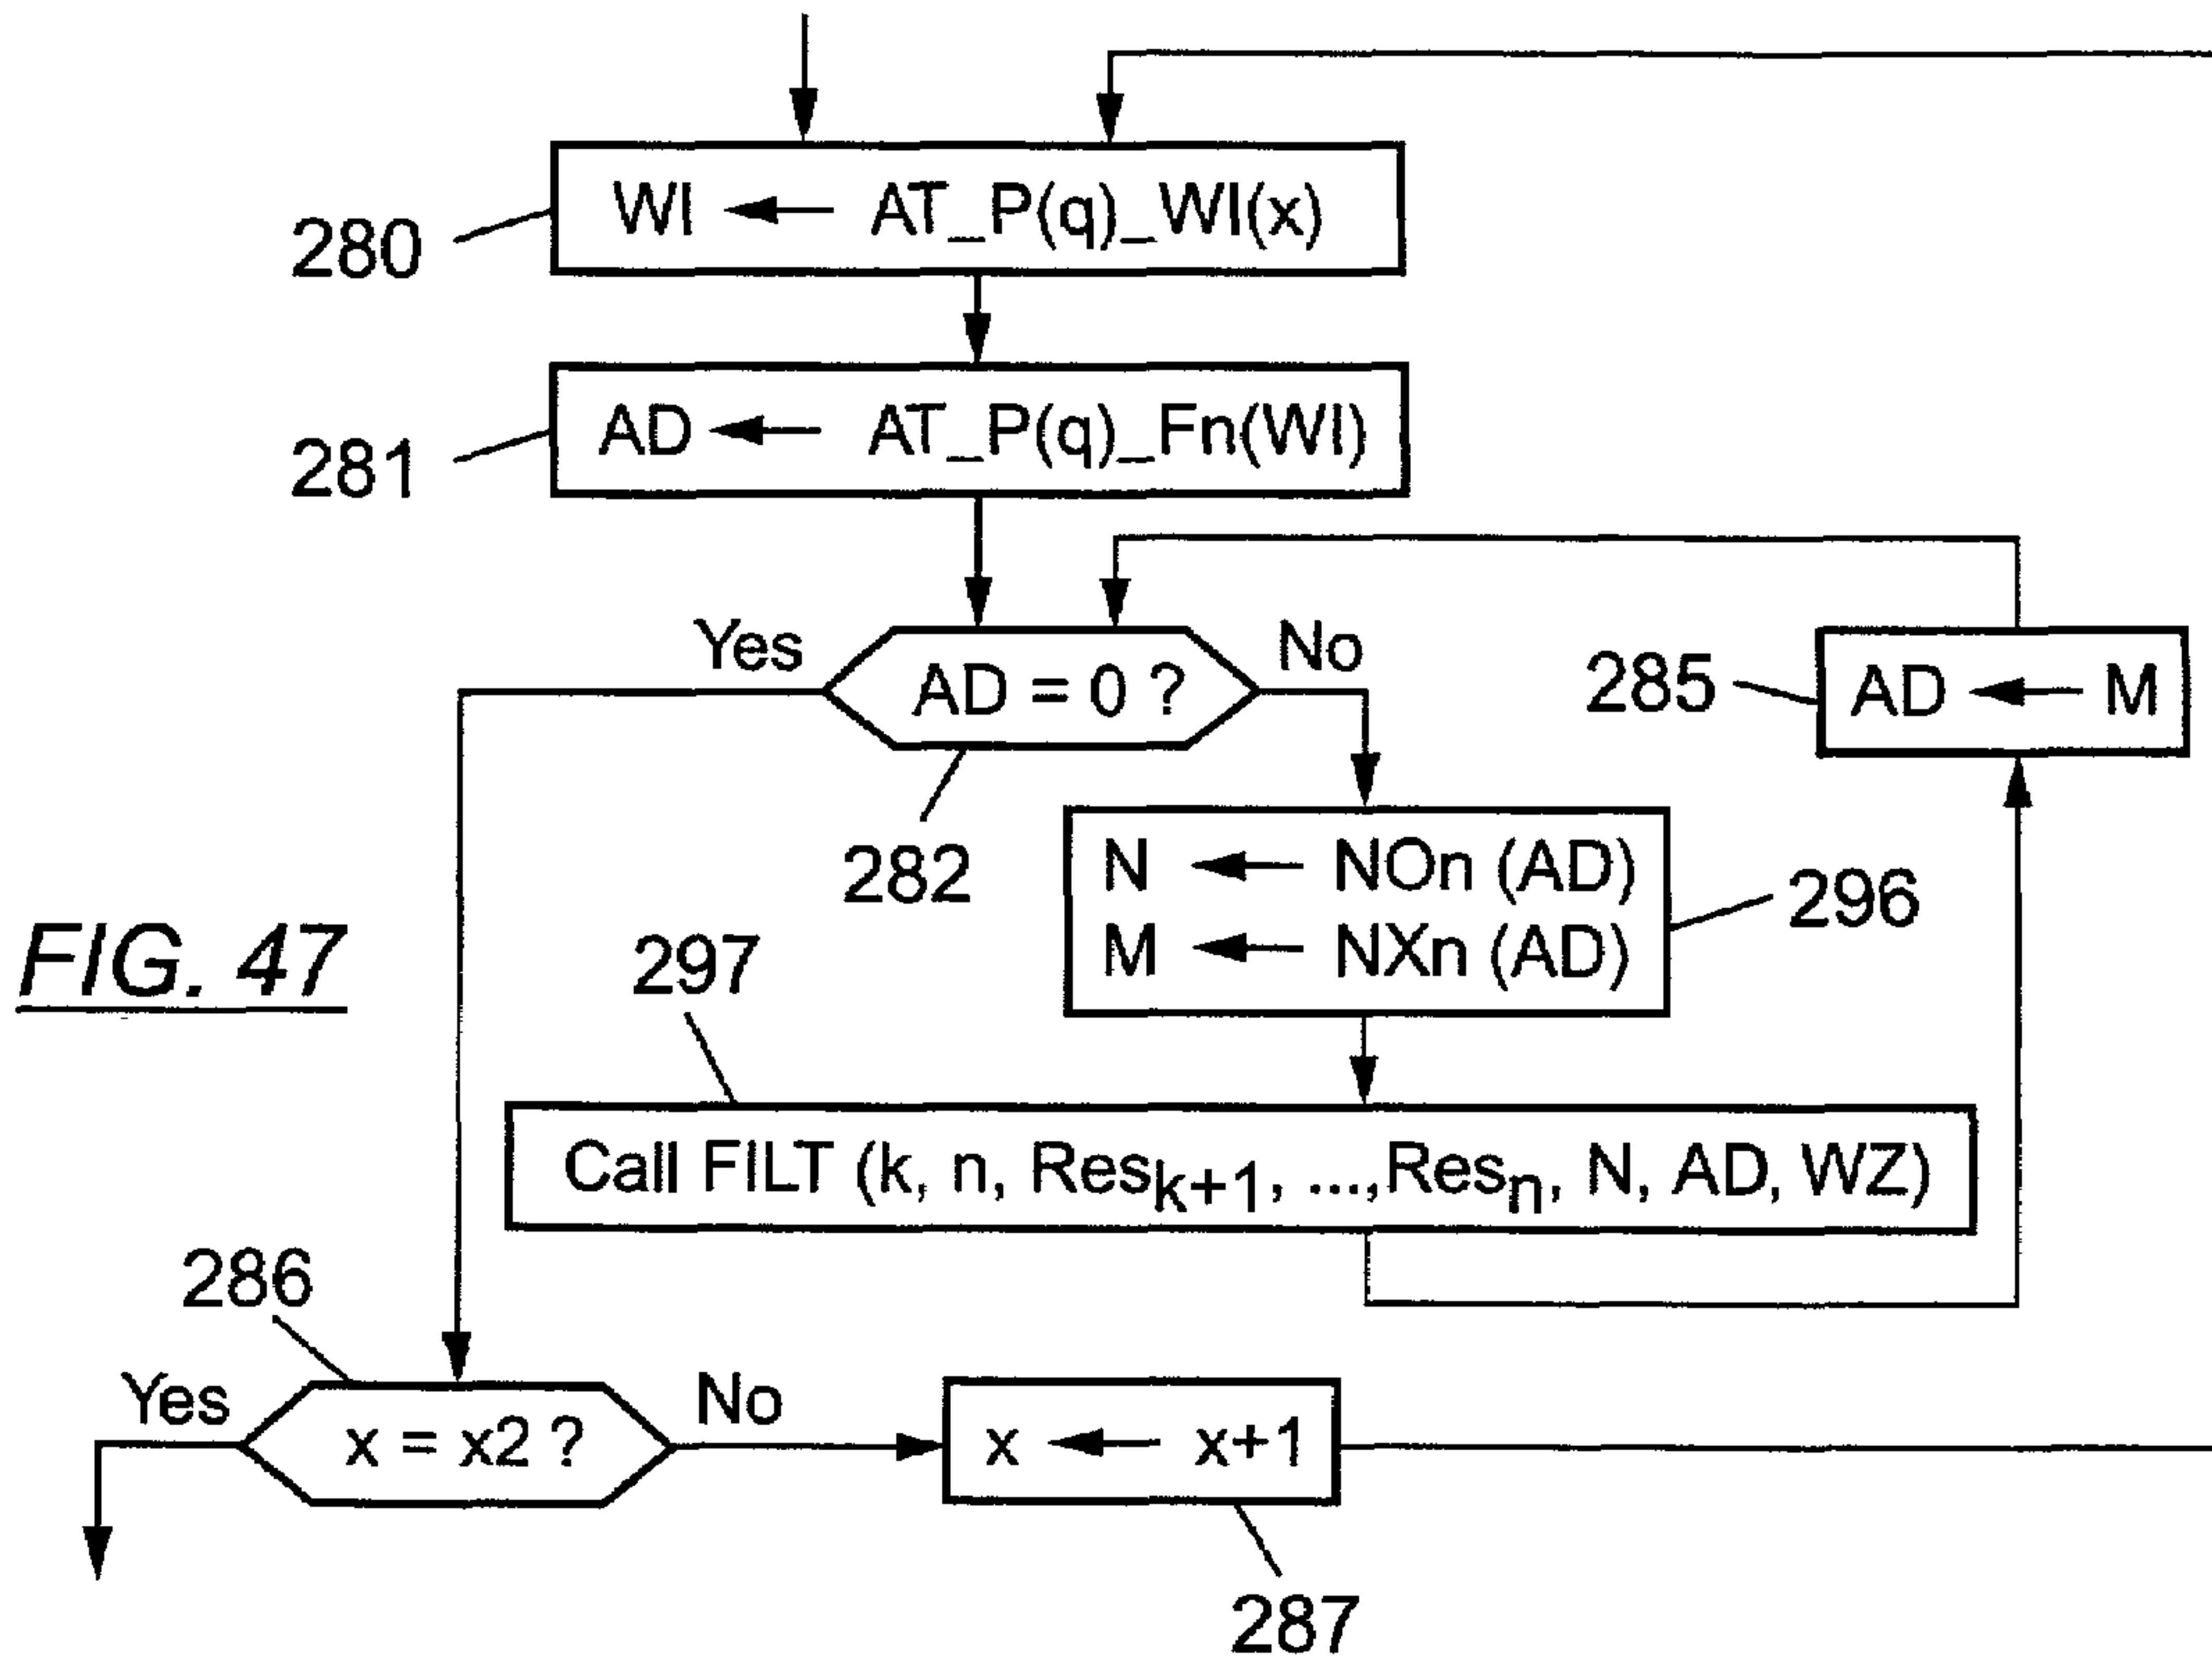 WI ← AT_P(q)_WI(x)
280
AD ← AT_P(q)_Fn(WI)
281
Yes
No
AD = 0 ?
282
285
AD ← M
N ← NOn (AD)
M ← NXn (AD)
296
FIG. 47
297
Call FILT (k, n, Resk+1, ...,Resn, N, AD, WZ)
286
Yes
No
x = x2 ?
x ← x+1
287